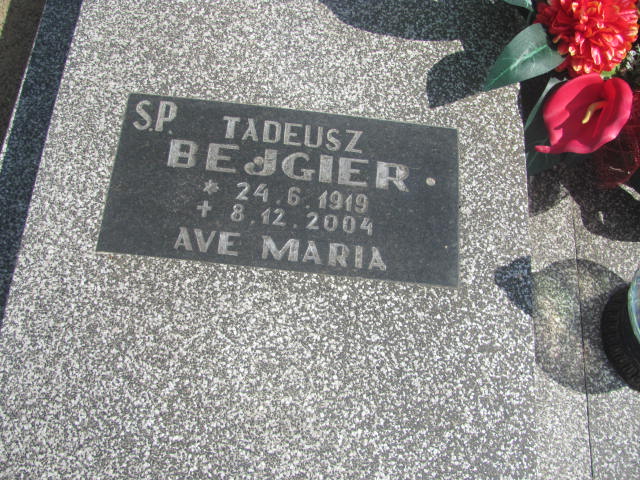 S.P. TADEUSZ
BEJGIER
* 24.6.1919
+ 8.12.2004
AVE MARIA